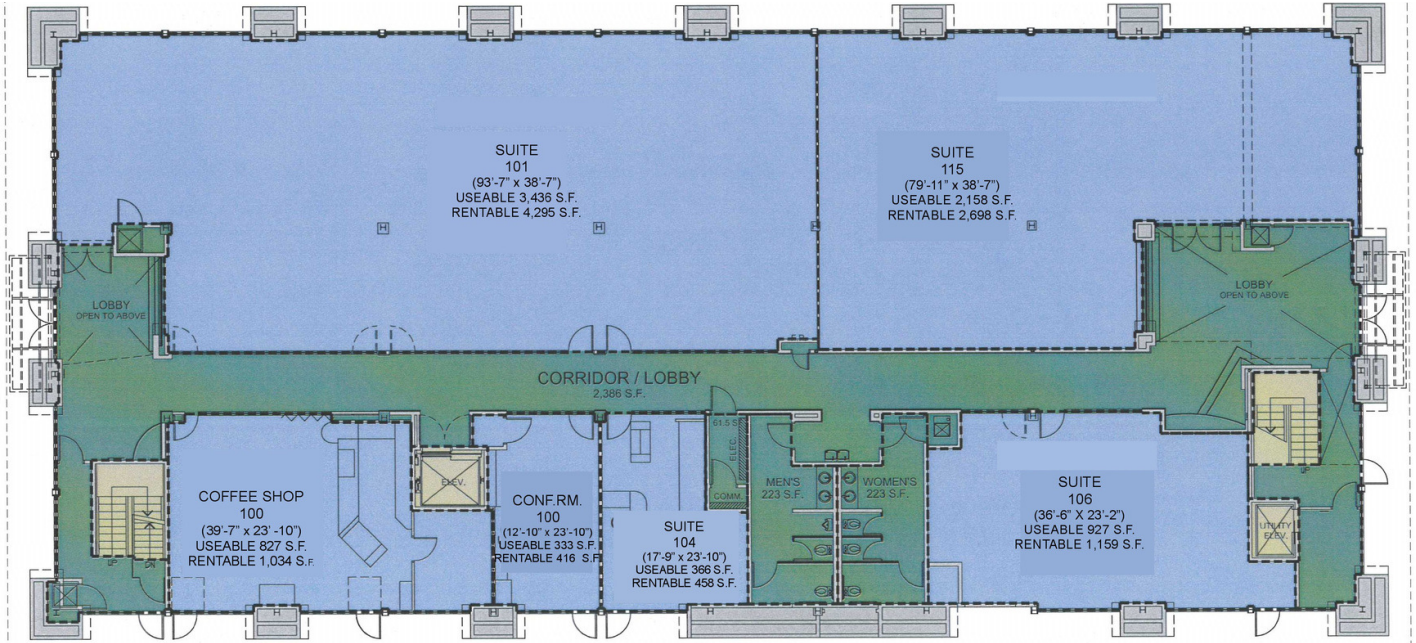 SUITE
101
(93'-7" x 38'-7")
USEABLE 3,436 S.F.
RENTABLE 4,295 S.F.
SUITE
115
(79'-11" x 38'-7")
USEABLE 2,158 S.F.
RENTABLE 2,698 S.F.
LOBBY
OPEN TO ABOVE
LOBBY
OPEN TO ABOVE
CORRIDOR / LOBBY
2,386 S.F.
COFFEE SHOP
100
(39'-7" x 23'-10")
USEABLE 827 S.F.
RENTABLE 1,034 S.F.
ELEV.
CONF.RM.
100
(12'-10" x 23'-10")
USEABLE 333 S.F.
RENTABLE 416 S.F.
SUITE
104
(17'-9" x 23'-10")
USEABLE 366 S.F.
RENTABLE 458 S.F.
61.5 S
ELEC.
COMM.
MEN'S
223 S.F.
WOMEN'S
223 S.F.
SUITE
106
(36'-6" X 23'-2")
USEABLE 927 S.F.
RENTABLE 1,159 S.F.
UTILITY
ELEV.
UP
DN
UP